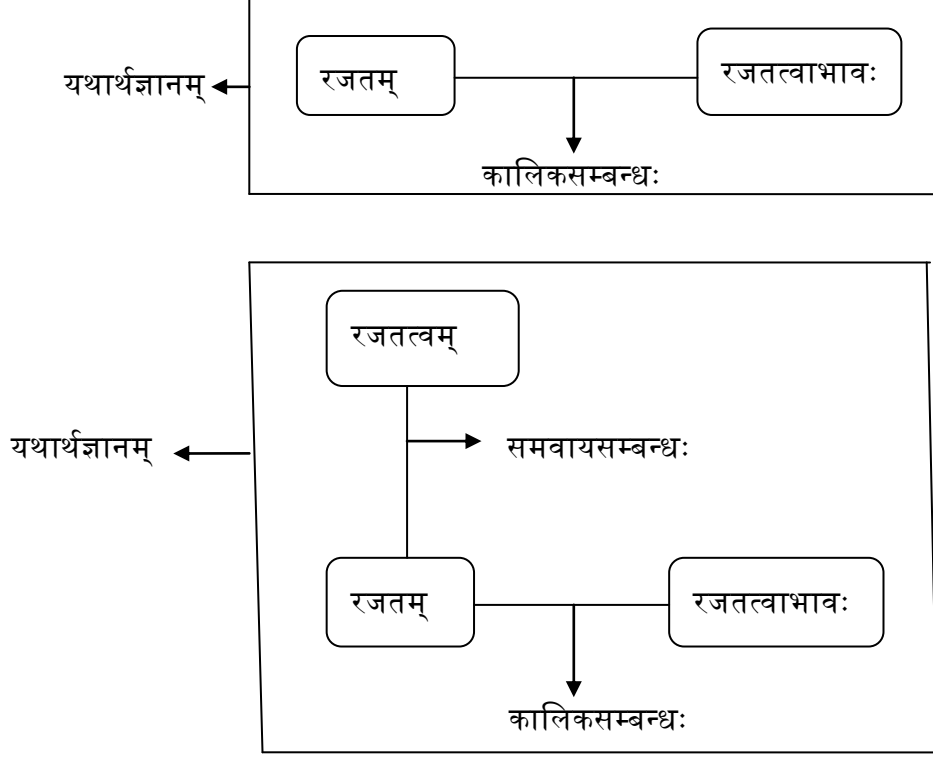 यथार्थज्ञानम्
रजतम्
रजतत्वाभावः
कालिकसम्बन्धः
रजतत्वम्
यथार्थज्ञानम्
समवायसम्बन्धः
रजतम्
रजतत्वाभावः
कालिकसम्बन्धः